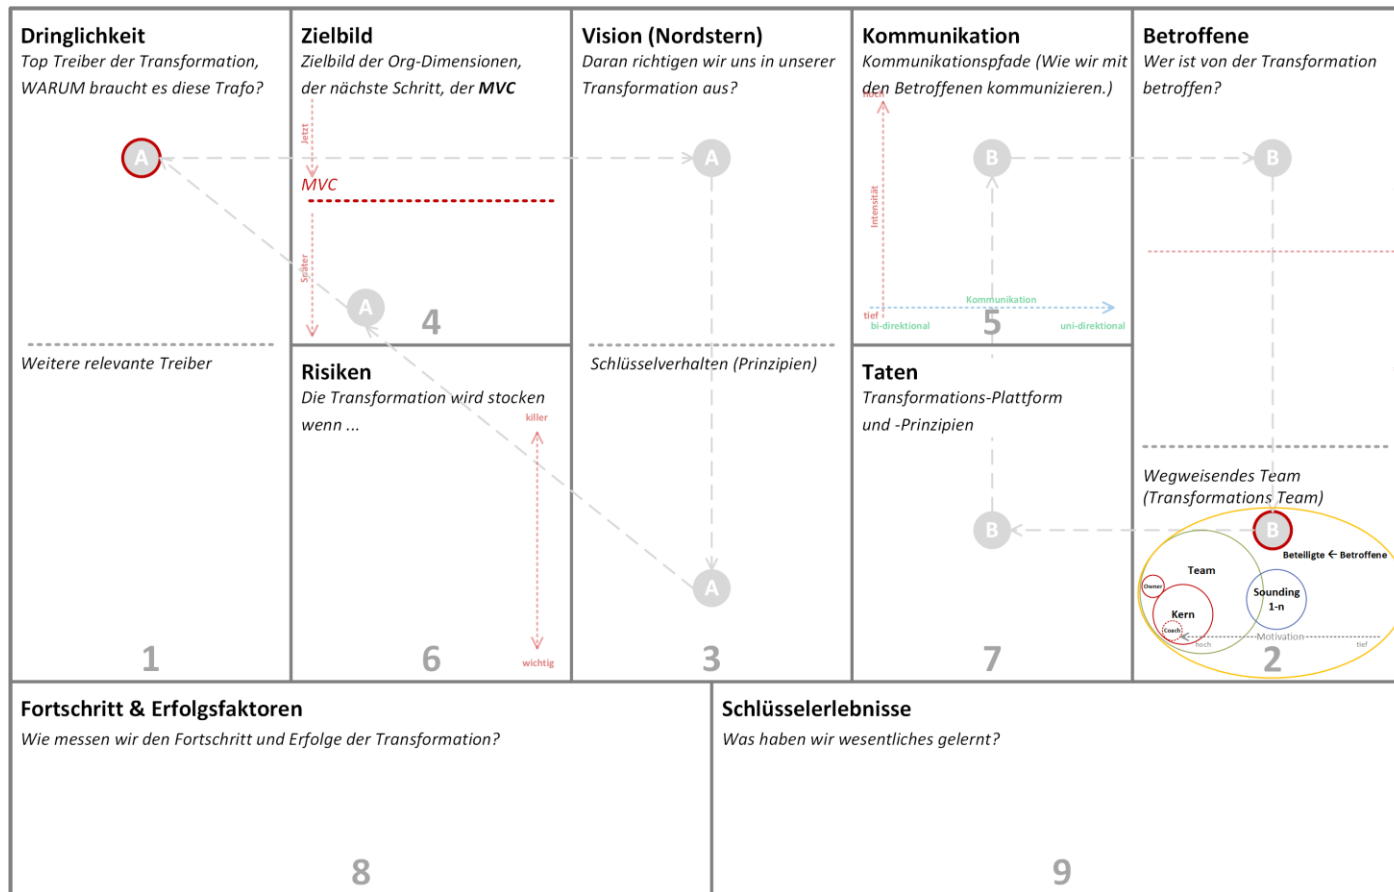 Dringlichkeit
Top Treiber der Transformation,
WARUM braucht es diese Trafo?
A
Weitere relevante Treiber
1
Zielbild
Zielbild der Org-Dimensionen,
der nächste Schritt, der MVC
Jetzt
MVC
Später
A
4
Risiken
Die Transformation wird stocken
wenn ...
killer
wichtig
6
Vision (Nordstern)
Daran richtigen wir uns in unserer
Transformation aus?
A
Schlüsselverhalten (Prinzipien)
A
3
Kommunikation
Kommunikationspfade (Wie wir mit
den Betroffenen kommunizieren.)
hoch
B
Intensität
Kommunikation
tief
5
bi-direktional
uni-direktional
Taten
Transformations-Plattform
und -Prinzipien
B
7
Betroffene
Wer ist von der Transformation
betroffen?
B
Wegweisendes Team
(Transformations Team)
B
Beteiligte ← Betroffene
Team
Owner
Sounding
1-n
Kern
Coach
Motivation
hoch
tief
2
Fortschritt & Erfolgsfaktoren
Wie messen wir den Fortschritt und Erfolge der Transformation?
8
Schlüsselerlebnisse
Was haben wir wesentliches gelernt?
9